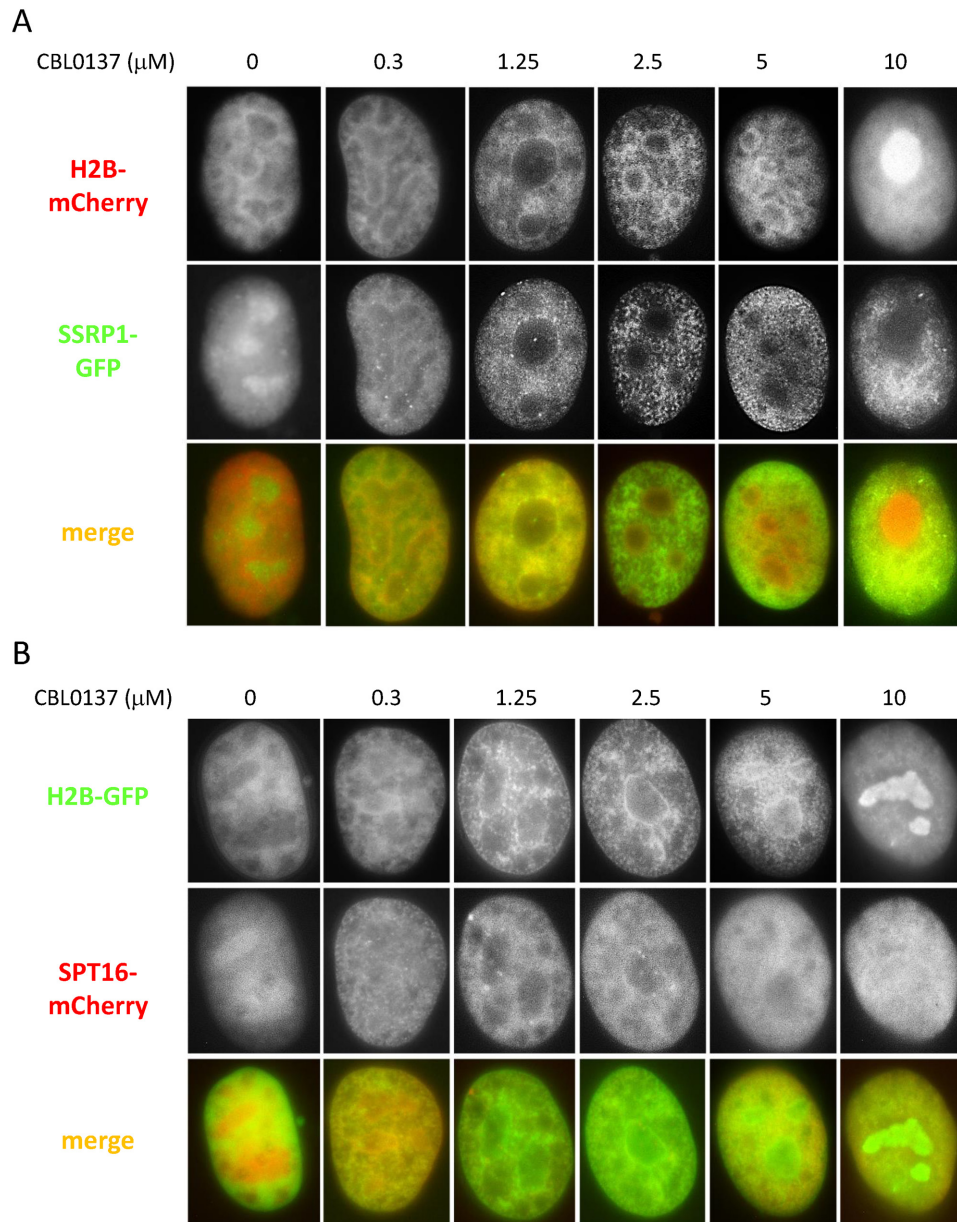 A
CBL0137 (μM) 0 0.3 1.25 2.5 5 10
H2B-
mCherry
SSRP1-
GFP
merge
B
CBL0137 (μM) 0 0.3 1.25 2.5 5 10
H2B-GFP
SPT16-
mCherry
merge